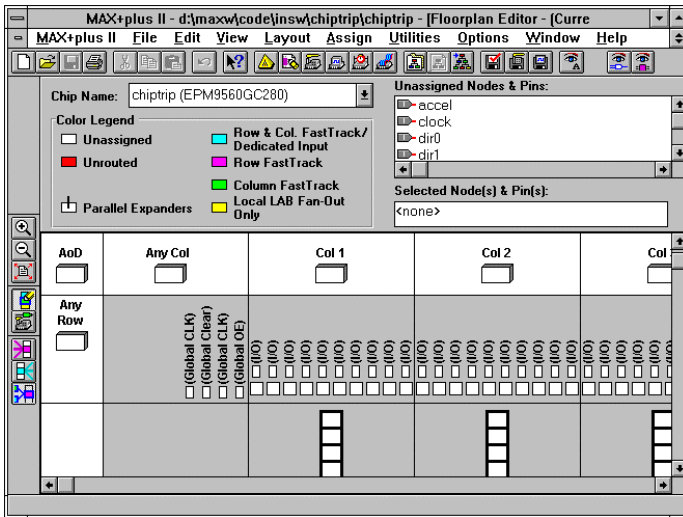 MAX+plus II - d:\maxw\code\insw\chiptrip\chiptrip - [Floorplan Editor - (Curre
MAX+plus II File Edit View Layout Assign Utilities Options Window Help
Chip Name: chiptrip (EPM9560GC280)
Unassigned Nodes & Pins:
accel
clock
dir0
dir1
Color Legend
Unassigned
Unrouted
Parallel Expanders
Row & Col. FastTrack/
Dedicated Input
Row FastTrack
Column FastTrack
Local LAB Fan-Out
Only
Selected Node(s) & Pin(s):
<none>
AoD
Any Col
Col 1
Col 2
Col
Any
Row
(Global CLK)
(Global Clear)
(Global CLK)
(Global OE)
(I/O) (I/O) (I/O) (I/O) (I/O) (I/O) (I/O) (I/O) (I/O) (I/O)
(I/O) (I/O) (I/O) (I/O) (I/O) (I/O) (I/O) (I/O) (I/O) (I/O)
(I/O) (I/O) (I/O) (I/O)